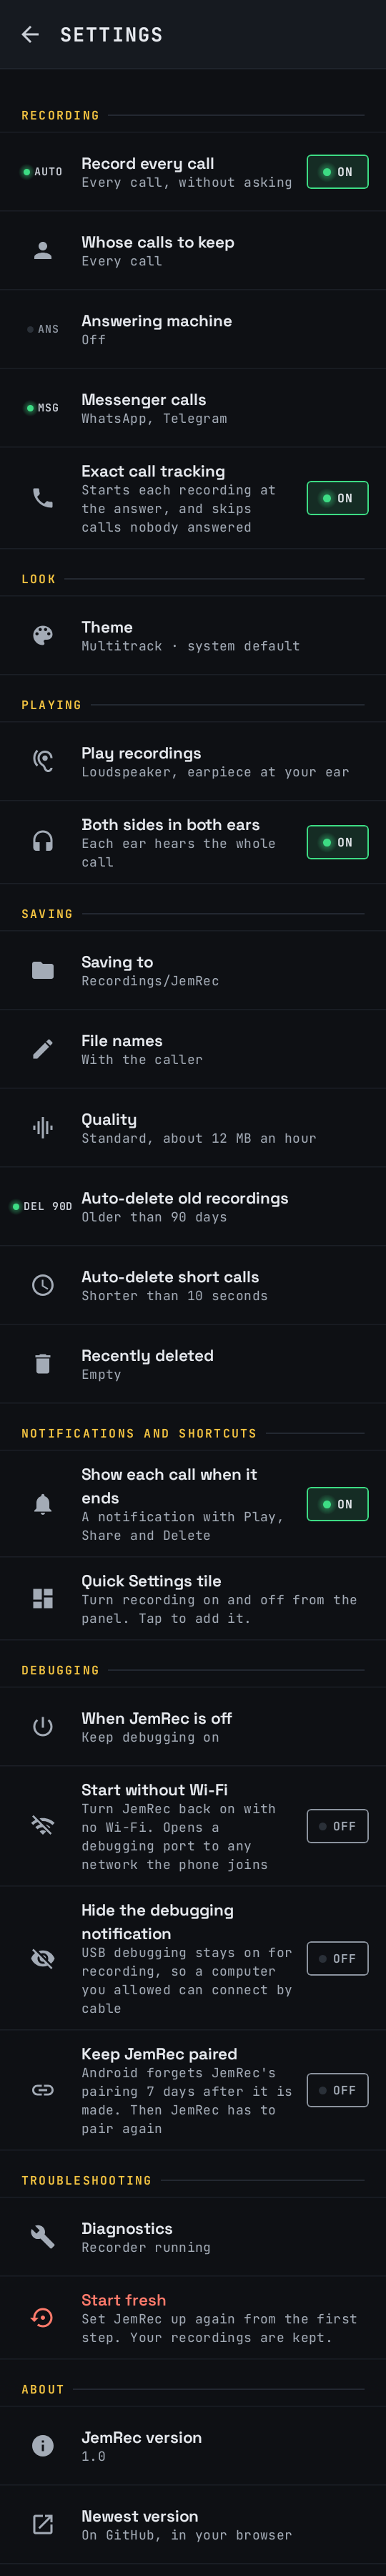 SETTINGS
RECORDING
AUTO
Record every call
Every call, without asking
ON
Whose calls to keep
Every call
ANS
Answering machine
Off
MSG
Messenger calls
WhatsApp, Telegram
Exact call tracking
Starts each recording at
the answer, and skips
calls nobody answered
ON
LOOK
Theme
Multitrack · system default
PLAYING
Play recordings
Loudspeaker, earpiece at your ear
Both sides in both ears
Each ear hears the whole
call
ON
SAVING
Saving to
Recordings/JemRec
File names
With the caller
Quality
Standard, about 12 MB an hour
DEL 90D
Auto-delete old recordings
Older than 90 days
Auto-delete short calls
Shorter than 10 seconds
Recently deleted
Empty
NOTIFICATIONS AND SHORTCUTS
Show each call when it
ends
A notification with Play,
Share and Delete
ON
Quick Settings tile
Turn recording on and off from the
panel. Tap to add it.
DEBUGGING
When JemRec is off
Keep debugging on
Start without Wi-Fi
Turn JemRec back on with
no Wi-Fi. Opens a
debugging port to any
network the phone joins
OFF
Hide the debugging
notification
USB debugging stays on for
recording, so a computer
you allowed can connect by
cable
OFF
Keep JemRec paired
Android forgets JemRec's
pairing 7 days after it is
made. Then JemRec has to
pair again
OFF
TROUBLESHOOTING
Diagnostics
Recorder running
Start fresh
Set JemRec up again from the first
step. Your recordings are kept.
ABOUT
JemRec version
1.0
Newest version
On GitHub, in your browser